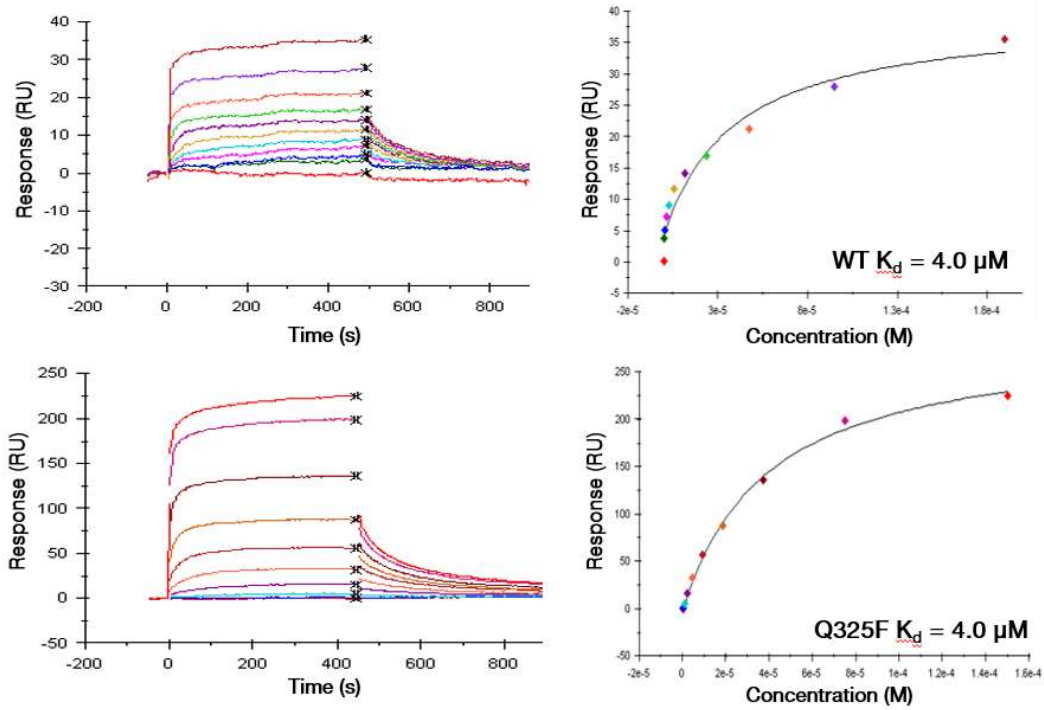 40
30
20
10
0
-10
-20
-30
Response (RU)
-200 0 200 400 600 800
Time (s)
40
35
30
25
20
15
10
5
0
-5
Response (RU)
WT Kd = 4.0 µM
-2e-5 3e-5 8e-5 1.3e-4 1.8e-4
Concentration (M)
250
200
150
100
50
0
-50
Response (RU)
-200 0 200 400 600 800
Time (s)
250
200
150
100
50
0
-50
Response (RU)
Q325F Kd = 4.0 µM
-2e-5 0 2e-5 4e-5 6e-5 8e-5 1e-4 1.2e-4 1.4e-4 1.6e-4
Concentration (M)